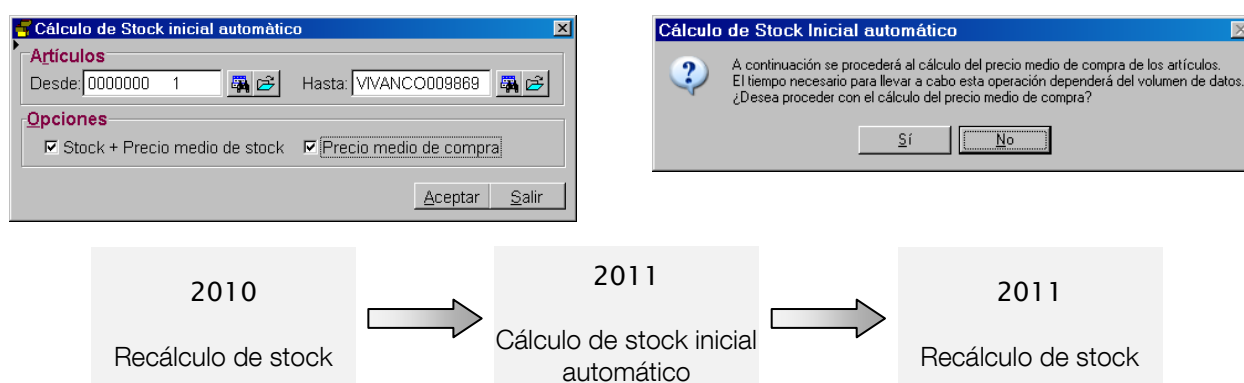 Cálculo de Stock inicial automàtico
Artículos
Desde: 0000000 1 Hasta: VIVANCO009869
Opciones
Stock + Precio medio de stock Precio medio de compra
Aceptar Salir
Cálculo de Stock Inicial automático
A continuación se procederá al cálculo del precio medio de compra de los artículos.
El tiempo necesario para llevar a cabo esta operación dependerá del volumen de datos.
¿Desea proceder con el cálculo del precio medio de compra?
Sí No
2010
Recálculo de stock
2011
Cálculo de stock inicial
automático
2011
Recálculo de stock